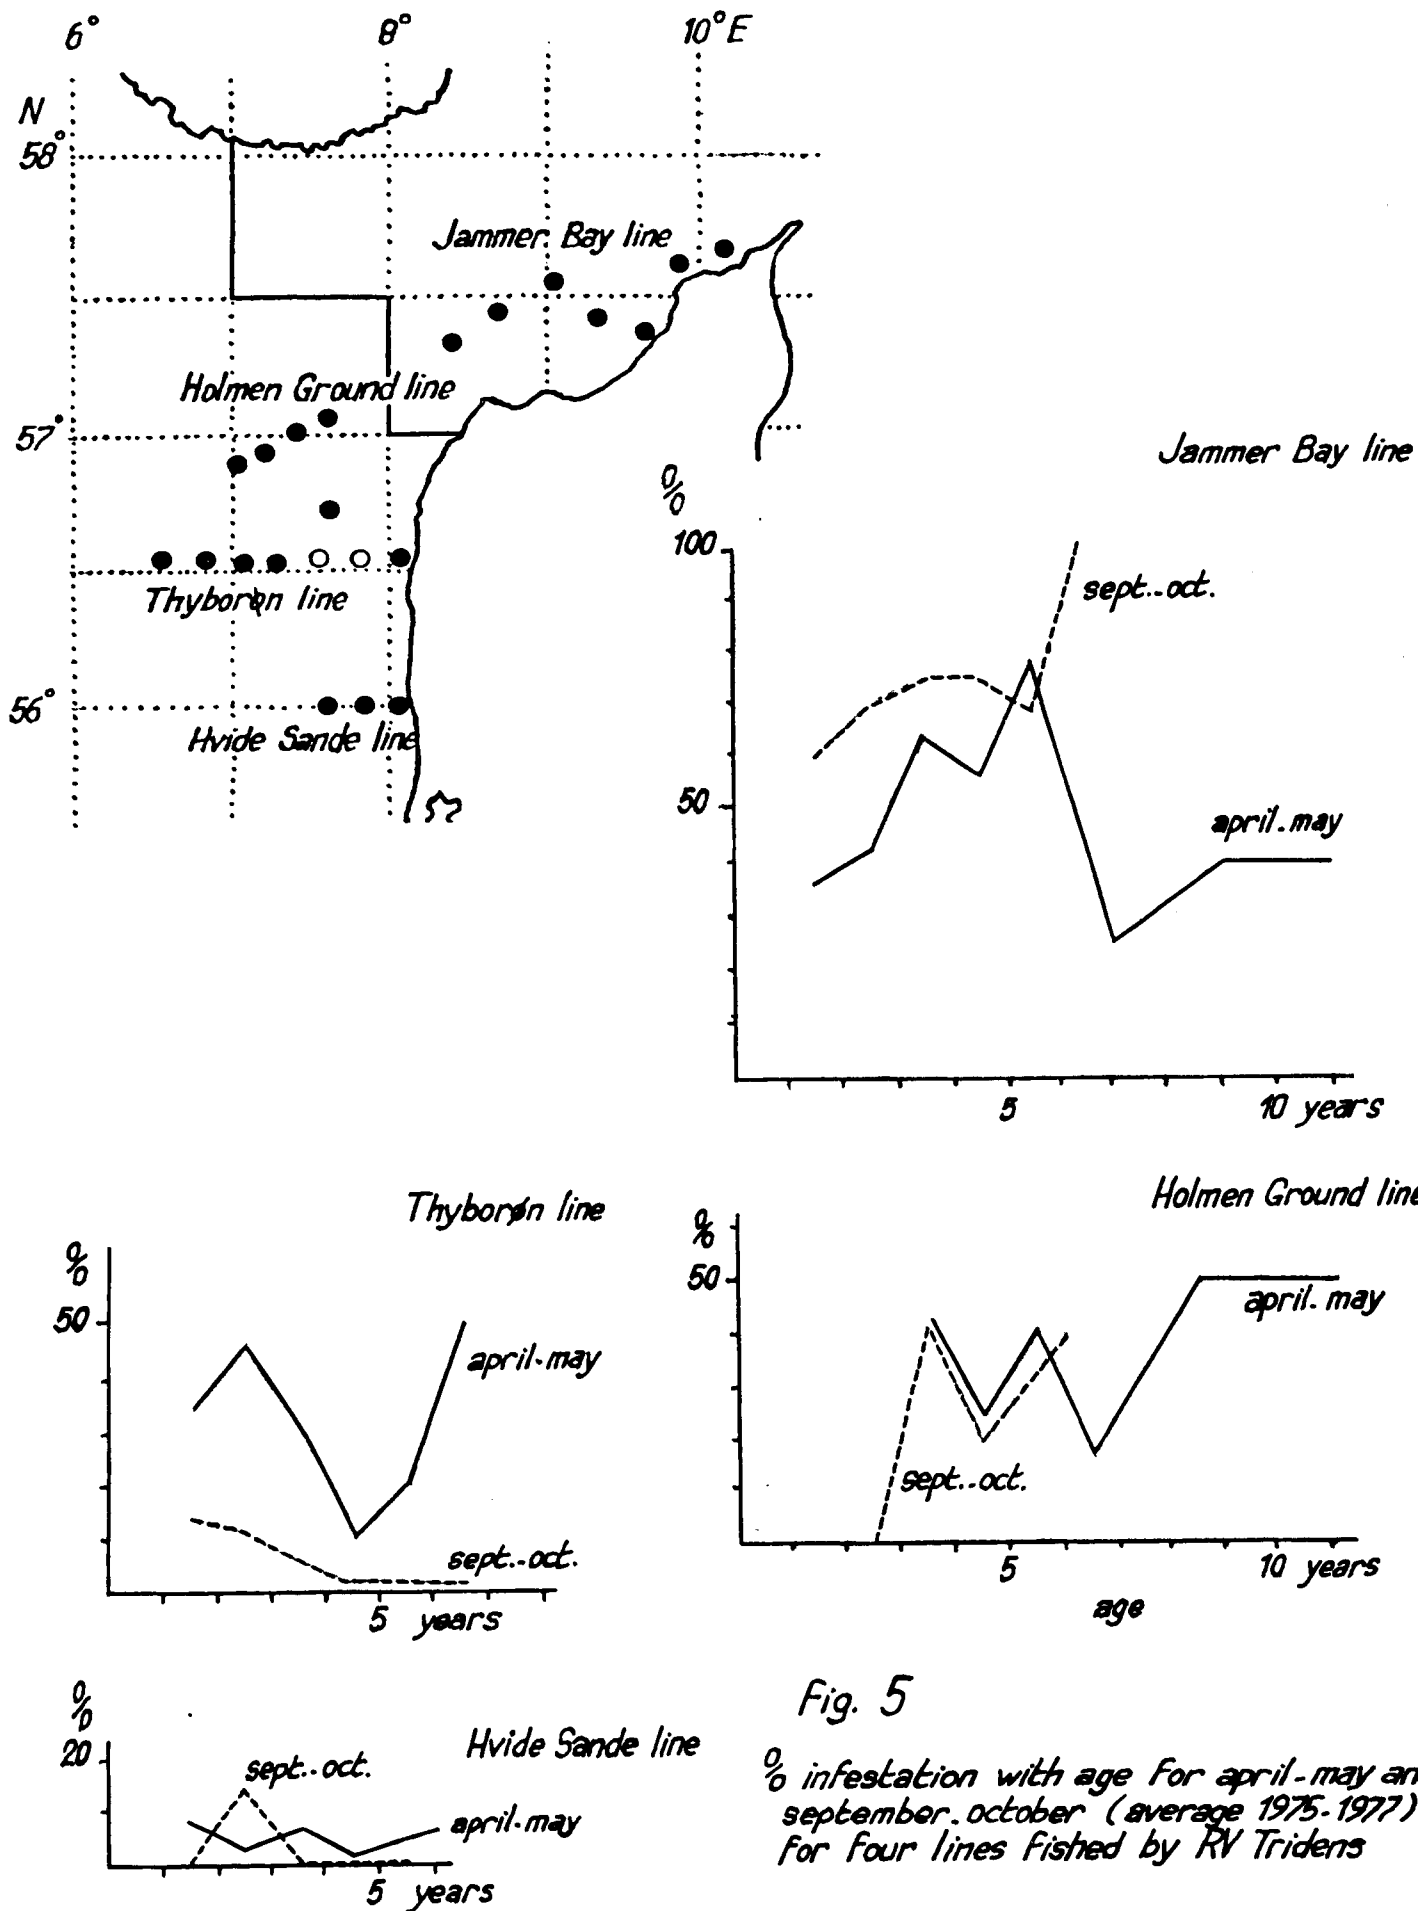 6° 8° 10°E
N
58°
Jammer Bay line
Holmen Ground line
57°
Thyborøn line
56°
Hvide Sande line
Jammer Bay line
%
100
sept.-oct.
50
april-may
5 10 years
Thyborøn line
%
50
april-may
sept.-oct.
5 years
Holmen Ground line
%
50
april-may
sept.-oct.
5 10 years
age
Hvide Sande line
%
20
sept.-oct.
april-may
5 years
Fig. 5
% infestation with age for april-may an
september-october (average 1975-1977)
for four lines fished by RV Tridens